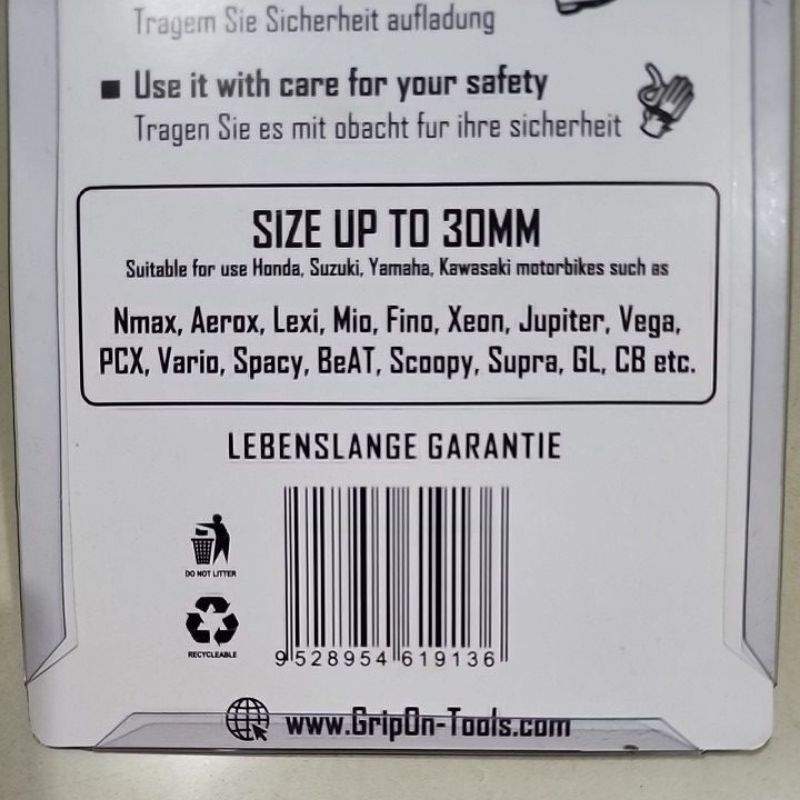 Tragem Sie Sicherheit aufladung
■ Use it with care for your safety
Tragen Sie es mit obacht fur ihre sicherheit
SIZE UP TO 30MM
Suitable for use Honda, Suzuki, Yamaha, Kawasaki motorbikes such as
Nmax, Aerox, Lexi, Mio, Fino, Xeon, Jupiter, Vega,
PCX, Vario, Spacy, BeAT, Scoopy, Supra, GL, CB etc.
LEBENSLANGE GARANTIE
DO NOT LITTER
RECYCLEABLE
9 528954 619136
www.GripOn-Tools.com